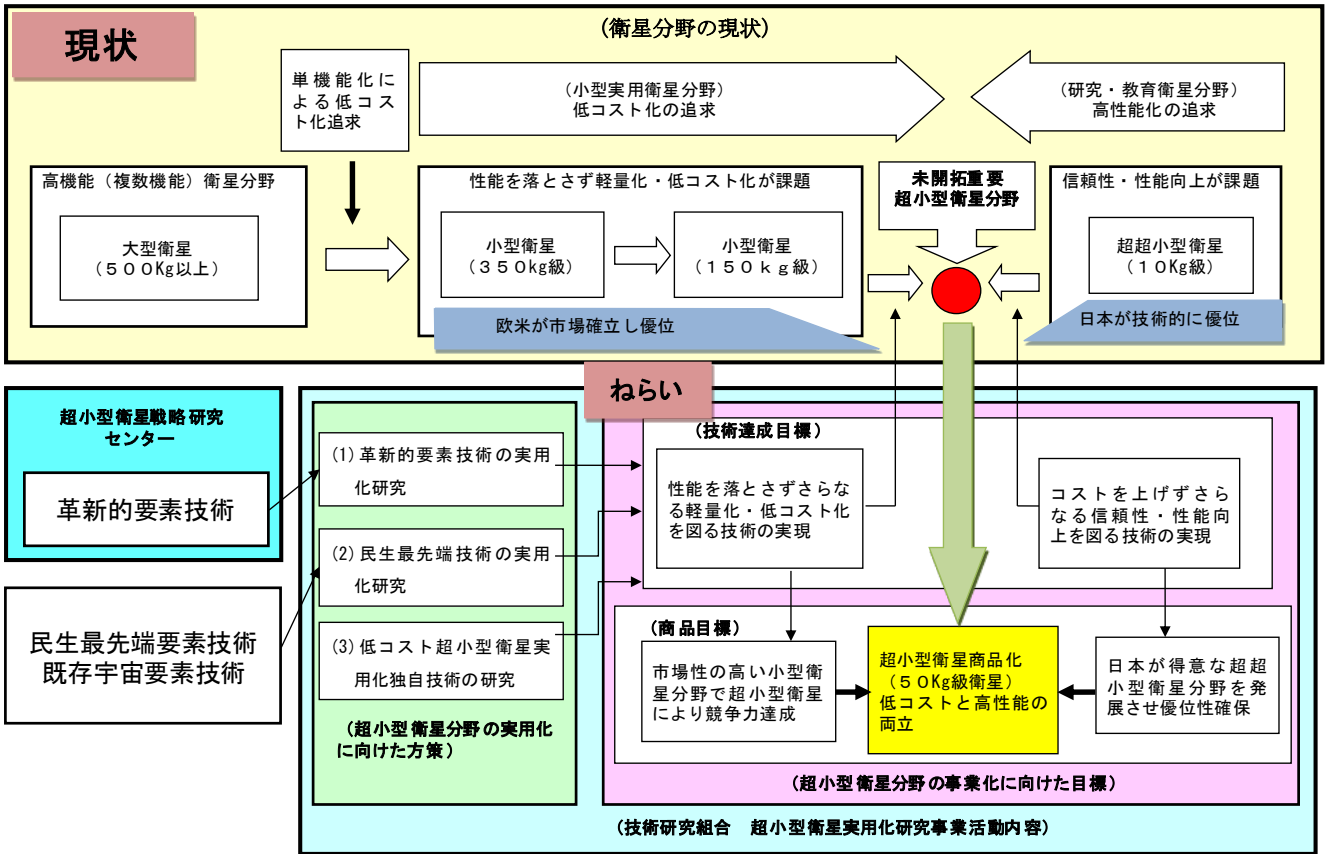 現状
(衛星分野の現状)
単機能化に
よる低コス
ト化追求
(小型実用衛星分野)
低コスト化の追求
(研究・教育衛星分野)
高性能化の追求
高機能(複数機能)衛星分野
大型衛星
(500Kg以上)
性能を落とさず軽量化・低コスト化が課題
小型衛星
(350kg級)
小型衛星
(150kg級)
欧米が市場確立し優位
未開拓重要
超小型衛星分野
信頼性・性能向上が課題
超超小型衛星
(10Kg級)
日本が技術的に優位
ねらい
超小型衛星戦略研究
センター
革新的要素技術
民生最先端要素技術
既存宇宙要素技術
(1)革新的要素技術の実用
化研究
(2)民生最先端技術の実用
化研究
(3)低コスト超小型衛星実
用化独自技術の研究
(超小型衛星分野の実用化
に向けた方策)
(技術達成目標)
性能を落とさずさらな
る軽量化・低コスト化
を図る技術の実現
コストを上げずさら
なる信頼性・性能向
上を図る技術の実現
(商品目標)
市場性の高い小型衛
星分野で超小型衛星
により競争力達成
超小型衛星商品化
(50Kg級衛星)
低コストと高性能の
両立
日本が得意な超超
小型衛星分野を発
展させ優位性確保
(超小型衛星分野の事業化に向けた目標)
(技術研究組合 超小型衛星実用化研究事業活動内容)